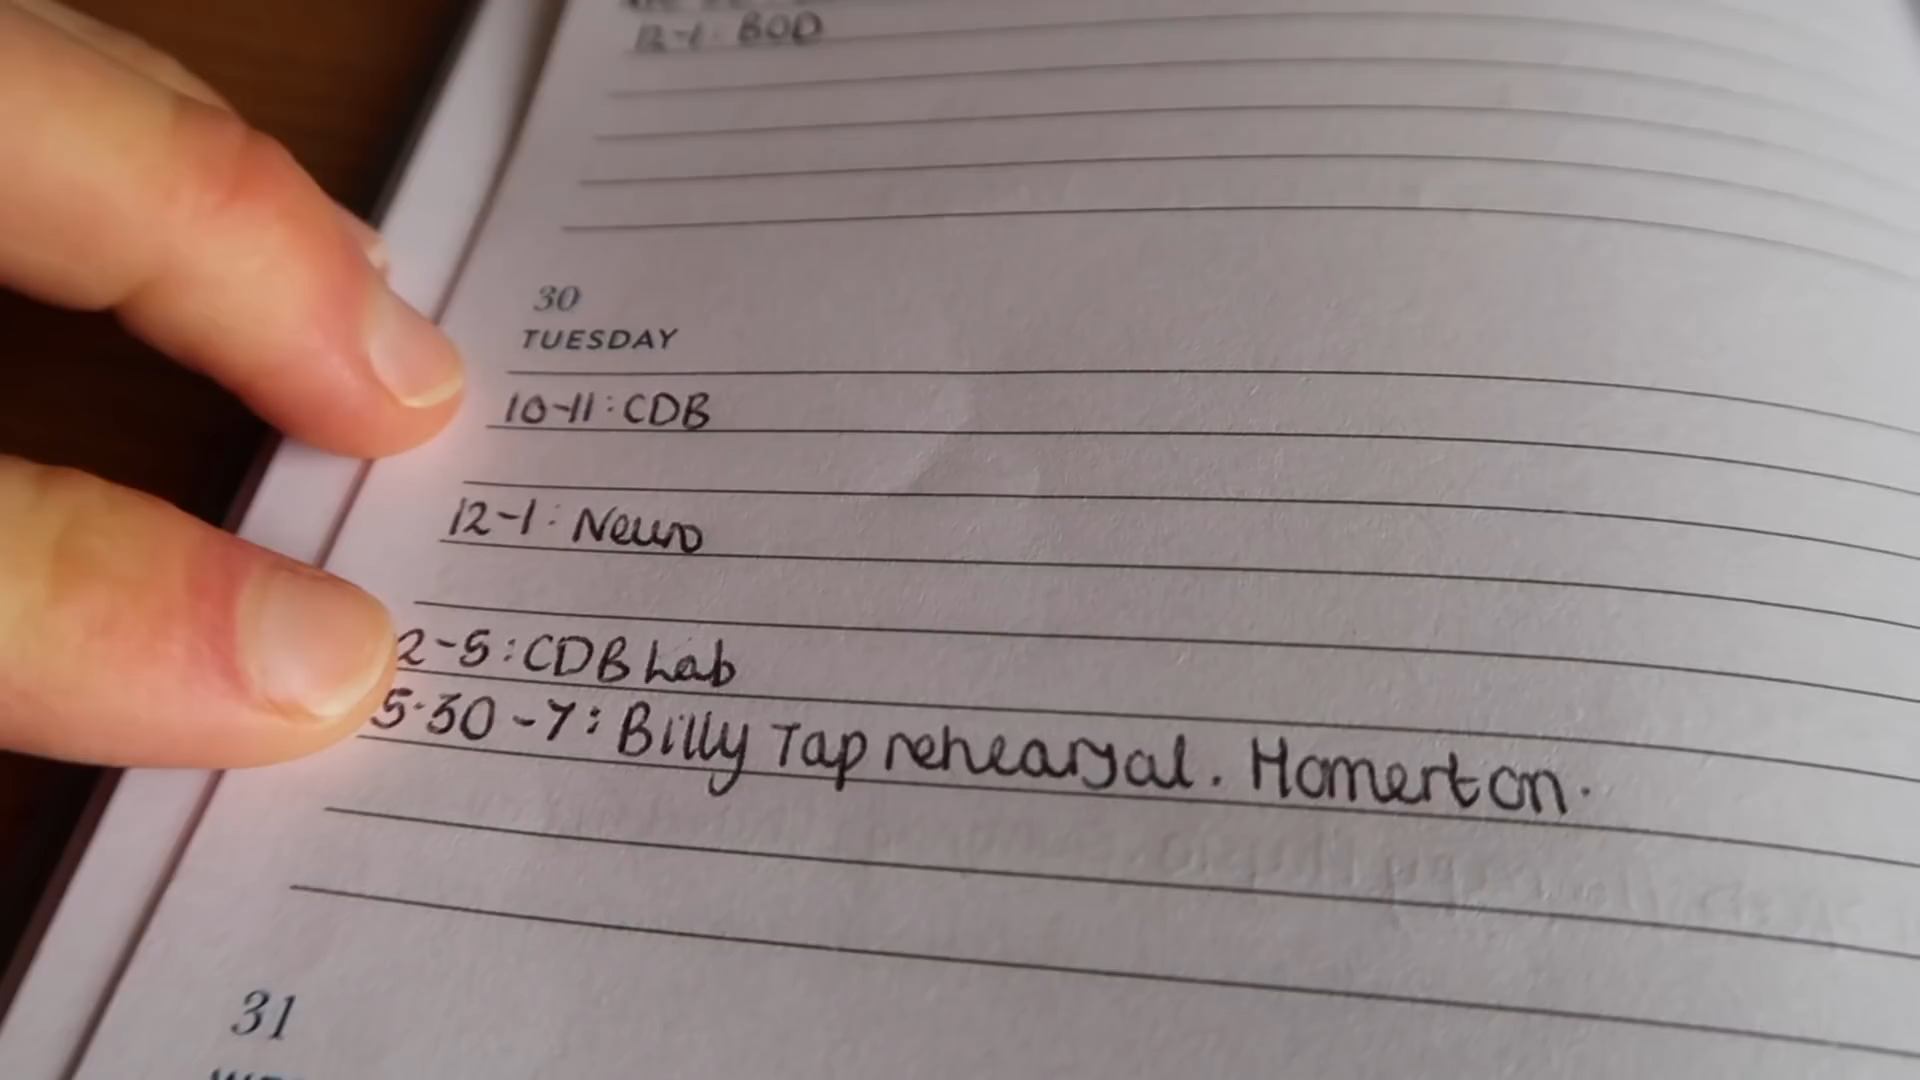 12-1: BOD
30
TUESDAY
10-11: CDB
12-1: Neuro
2-5: CDB Lab
5.30-7: Billy Tap rehearsal. Homerton.
31